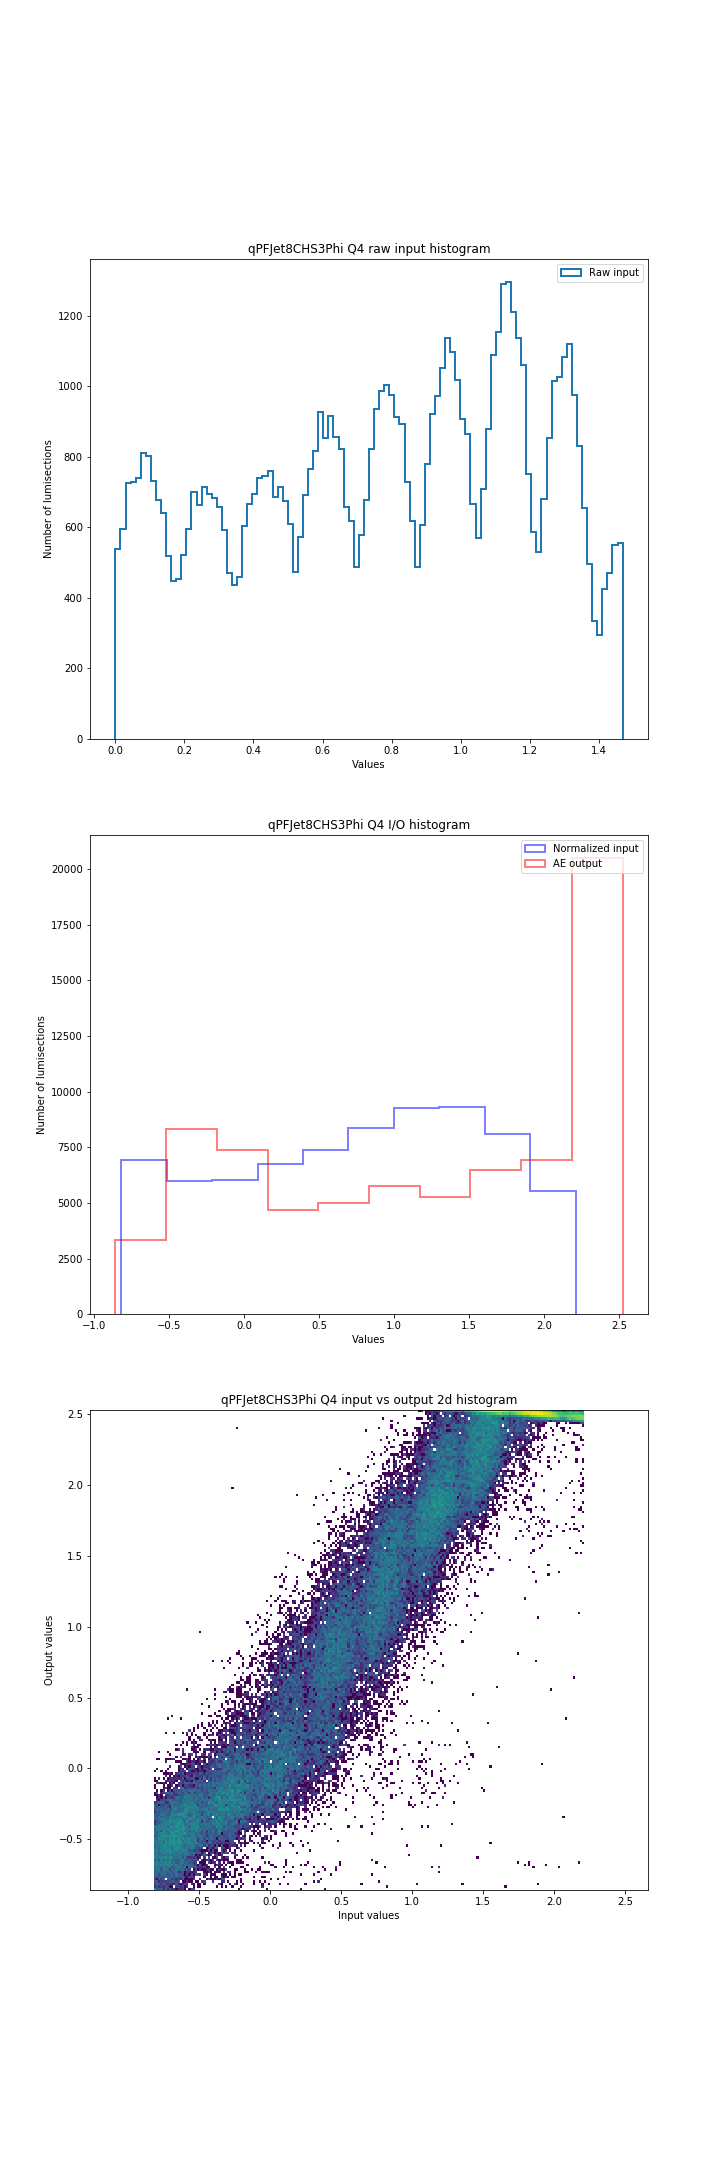 qPFJet8CHS3Phi Q4 raw input histogram
Raw input
1200
1000
800
600
400
200
0
Number of lumisections
0.0 0.2 0.4 0.6 0.8 1.0 1.2 1.4
Values
qPFJet8CHS3Phi Q4 I/O histogram
Normalized input
AE output
20000
17500
15000
12500
10000
7500
5000
2500
0
Number of lumisections
−1.0 −0.5 0.0 0.5 1.0 1.5 2.0 2.5
Values
qPFJet8CHS3Phi Q4 input vs output 2d histogram
2.5
2.0
1.5
1.0
0.5
0.0
−0.5
Output values
−1.0 −0.5 0.0 0.5 1.0 1.5 2.0 2.5
Input values